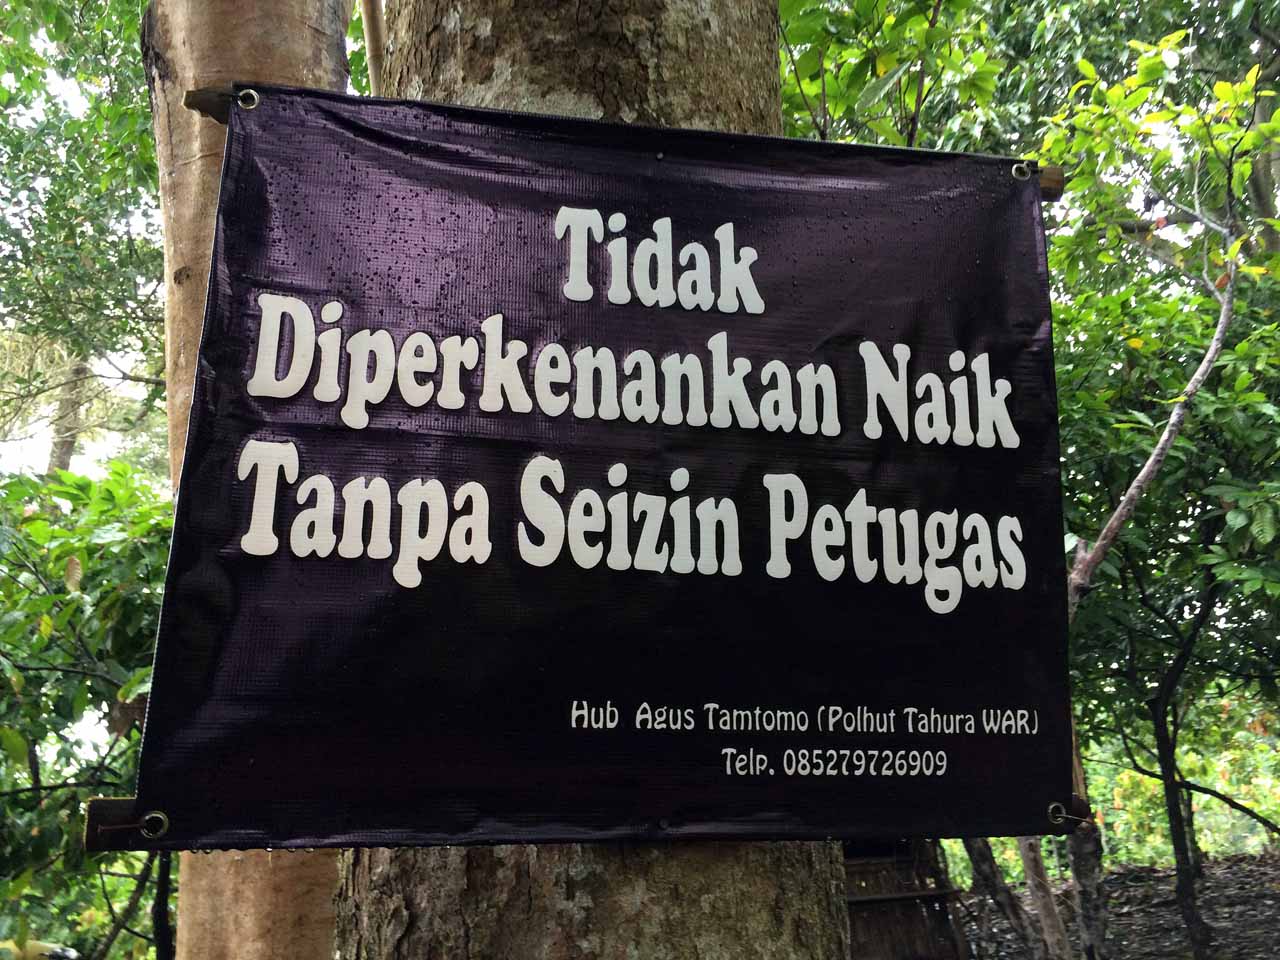 Tidak
Diperkenankan Naik
Tanpa Seizin Petugas
Hub Agus Tamtomo (Polhut Tahura WAR)
Telp. 085279726909